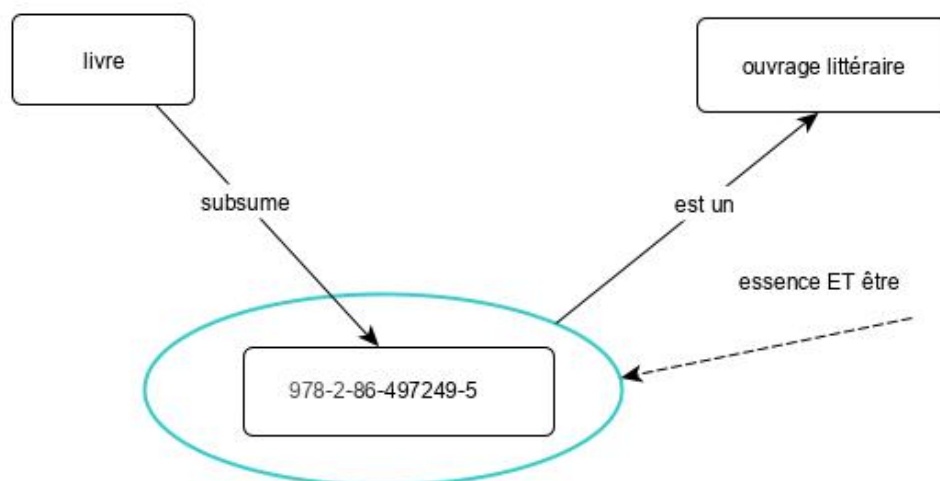 livre
ouvrage littéraire
subsume
est un
essence ET être
978-2-86-497249-5